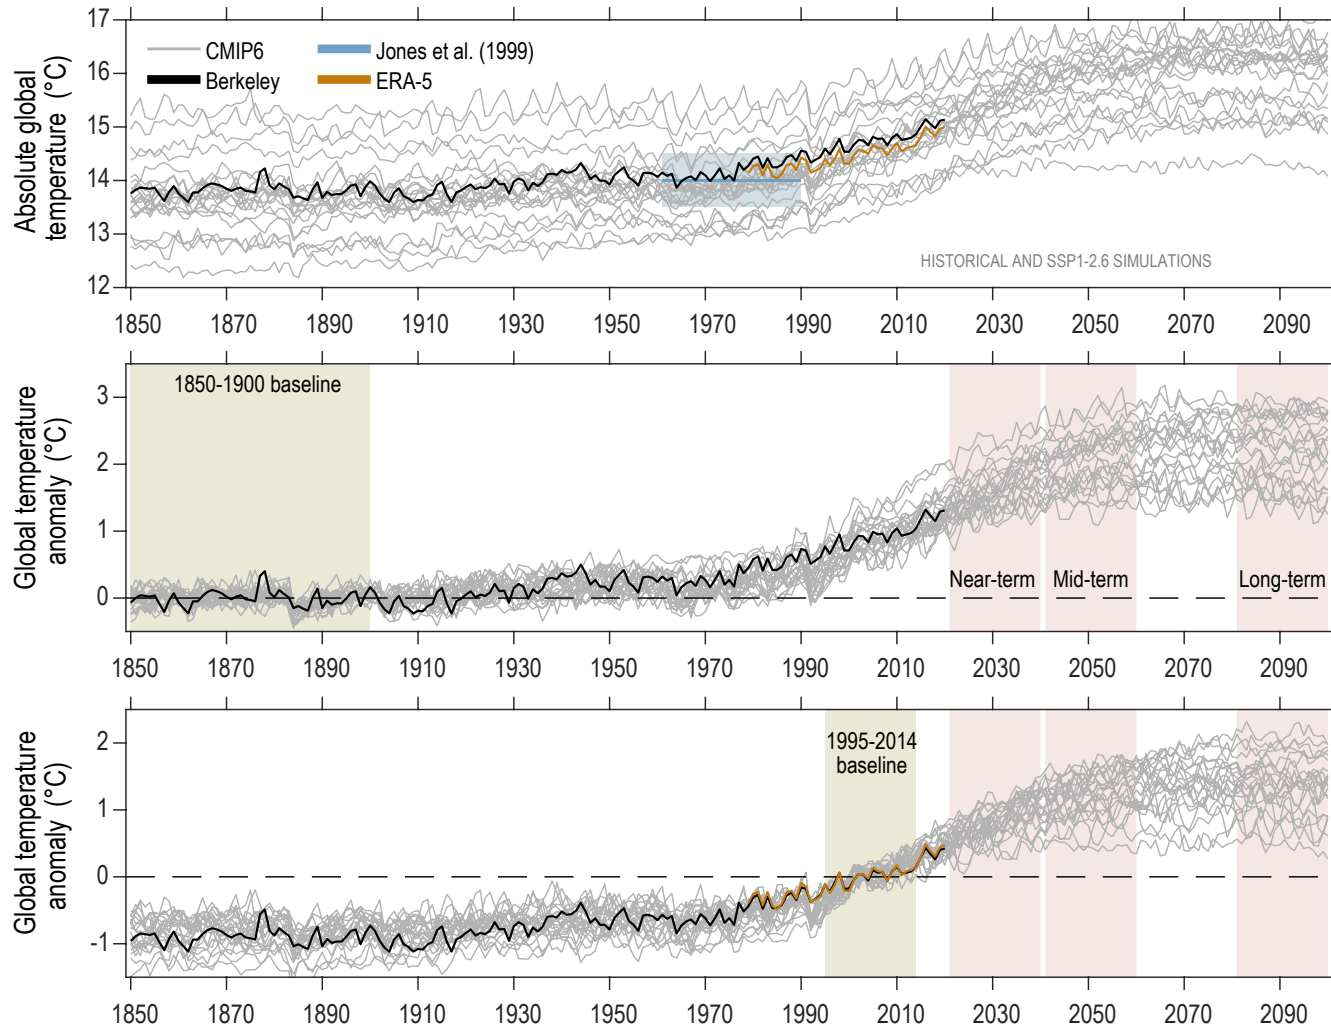 Absolute global
temperature (°C)
17
16
15
14
13
12
CMIP6
Berkeley
Jones et al. (1999)
ERA-5
HISTORICAL AND SSP1-2.6 SIMULATIONS
1850 1870 1890 1910 1930 1950 1970 1990 2010 2030 2050 2070 2090
Global temperature
anomaly (°C)
3
2
1
0
1850-1900 baseline
Near-term
Mid-term
Long-term
1850 1870 1890 1910 1930 1950 1970 1990 2010 2030 2050 2070 2090
Global temperature
anomaly (°C)
2
1
0
-1
1995-2014
baseline
1850 1870 1890 1910 1930 1950 1970 1990 2010 2030 2050 2070 2090